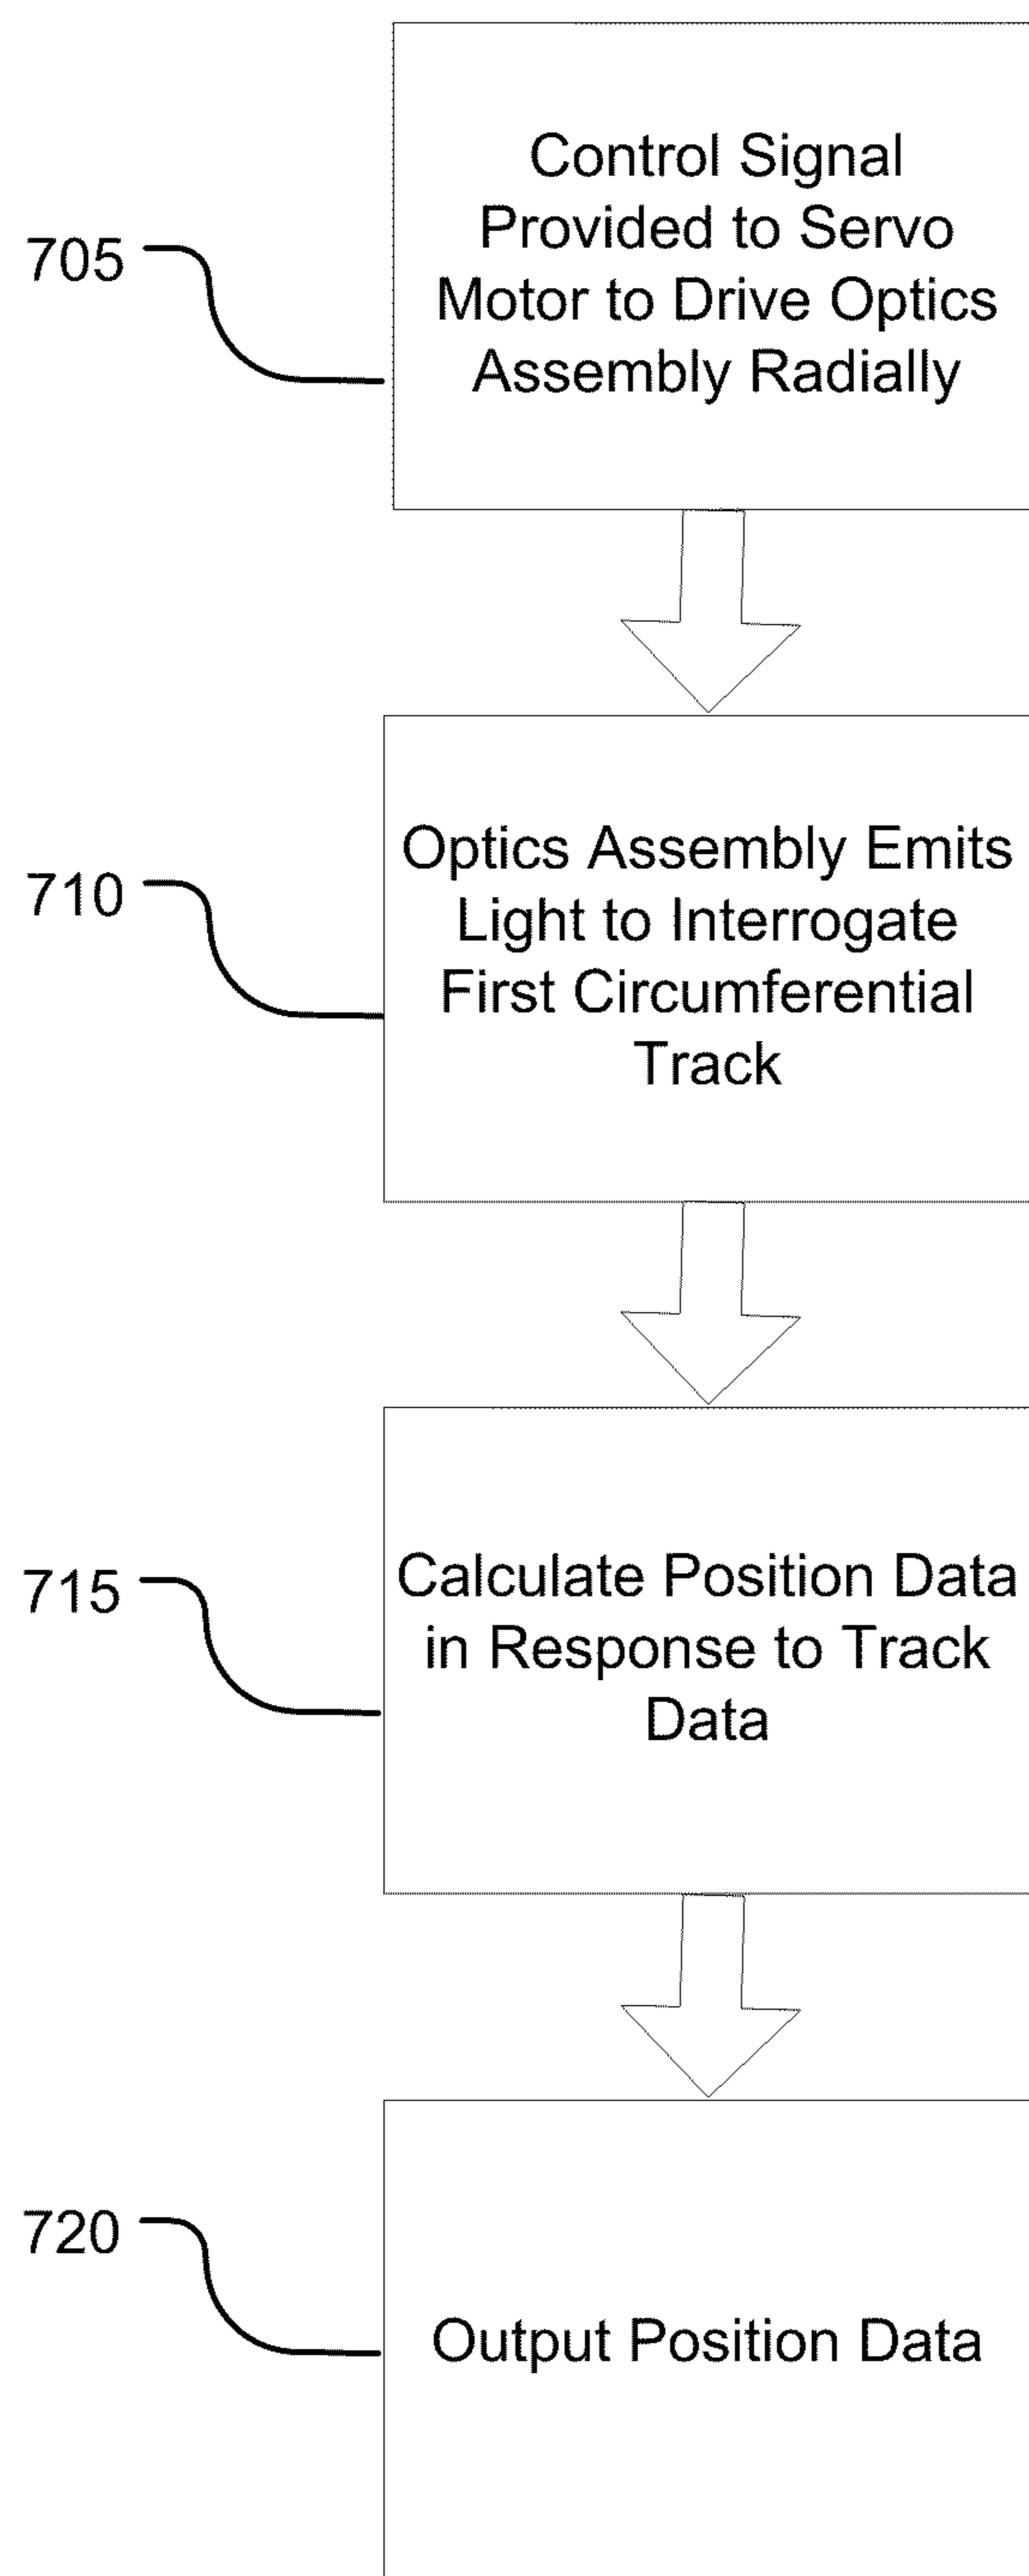 Control Signal
Provided to Servo
705
Motor to Drive Optics
Assembly Radially
Optics Assembly Emits
710
Light to Interrogate
First Circumferential
Track
Calculate Position Data
715
in Response to Track
Data
720
Output Position Data